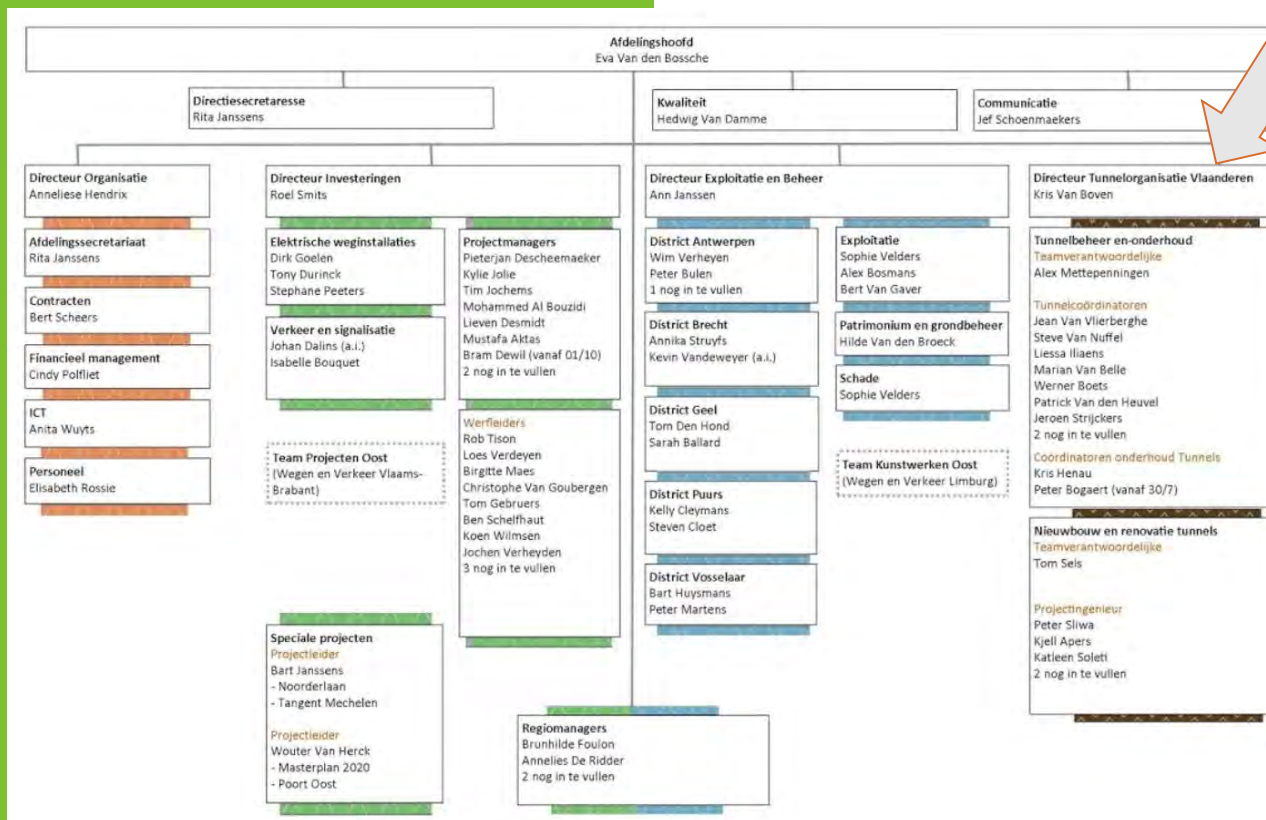 Afdelingshoofd
Eva Van den Bossche
Directiesecretaresse
Rita Janssens
Kwaliteit
Hedwig Van Damme
Communicatie
Jef Schoenmaekers
Directeur Organisatie
Anneliese Hendrix
Afdelingssecretariaat
Rita Janssens
Contracten
Bert Scheers
Financieel management
Cindy Polfliet
ICT
Anita Wuyts
Personeel
Elisabeth Rossie
Directeur Investeringen
Roel Smits
Elektrische weginstallaties
Dirk Goelen
Tony Durinck
Stephane Peeters
Verkeer en signalisatie
Johan Dalins (a.i.)
Isabelle Bouquet
Team Projecten Oost
(Wegen en Verkeer Vlaams-
Brabant)
Speciale projecten
Projectleider
Bart Janssens
- Noorderlaan
- Tangent Mechelen
Projectleider
Wouter Van Herck
- Masterplan 2020
- Poort Oost
Projectmanagers
Pieterjan Descheemaeker
Kylie Jolie
Tim Jochems
Mohammed Al Bouzidi
Lieven Desmidt
Mustafa Aktas
Bram Dewil (vanaf 01/10)
2 nog in te vullen
Werfleiders
Rob Tison
Loes Verdeyen
Birgitte Maes
Christophe Van Goubergen
Tom Gebruers
Ben Schelfhaut
Koen Wilmsen
Jochen Verheyden
3 nog in te vullen
Regiomanagers
Brunhilde Foulon
Annelies De Ridder
2 nog in te vullen
Directeur Exploitatie en Beheer
Ann Janssen
District Antwerpen
Wim Verheyen
Peter Bulen
1 nog in te vullen
District Brecht
Annika Struyfs
Kevin Vandeweyer (a.i.)
District Geel
Tom Den Hond
Sarah Ballard
District Puurs
Kelly Cleymans
Steven Cloet
District Vosselaar
Bart Huysmans
Peter Martens
Exploitatie
Sophie Velders
Alex Bosmans
Bert Van Gaver
Patrimonium en grondbeheer
Hilde Van den Broeck
Schade
Sophie Velders
Team Kunstwerken Oost
(Wegen en Verkeer Limburg)
Directeur Tunnelorganisatie Vlaanderen
Kris Van Boven
Tunnelbeheer en-onderhoud
Teamverantwoordelijke
Alex Mettepenningen
Tunnelcoördinatoren
Jean Van Vlierberghe
Steve Van Nuffel
Liessa Iliaens
Marian Van Belle
Werner Boets
Patrick Van den Heuvel
Jeroen Strijckers
2 nog in te vullen
Coördinatoren onderhoud Tunnels
Kris Henau
Peter Bogaert (vanaf 30/7)
Nieuwbouw en renovatie tunnels
Teamverantwoordelijke
Tom Sels
Projectingenieur
Peter Sliwa
Kjell Apers
Katleen Soleti
2 nog in te vullen